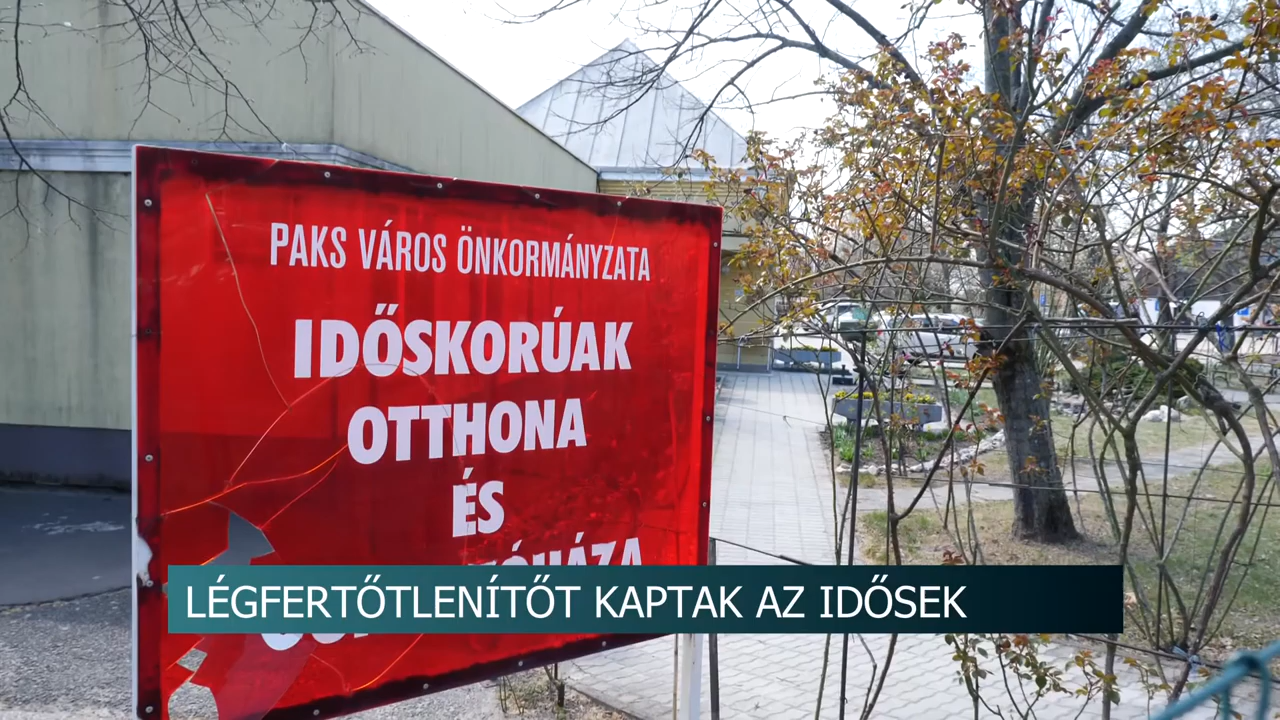 PAKS VÁROS ÖNKORMÁNYZATA
IDŐSKORÚAK
OTTHONA
ÉS
LÉGFERTŐTLENÍTŐT KAPTAK AZ IDŐSEK